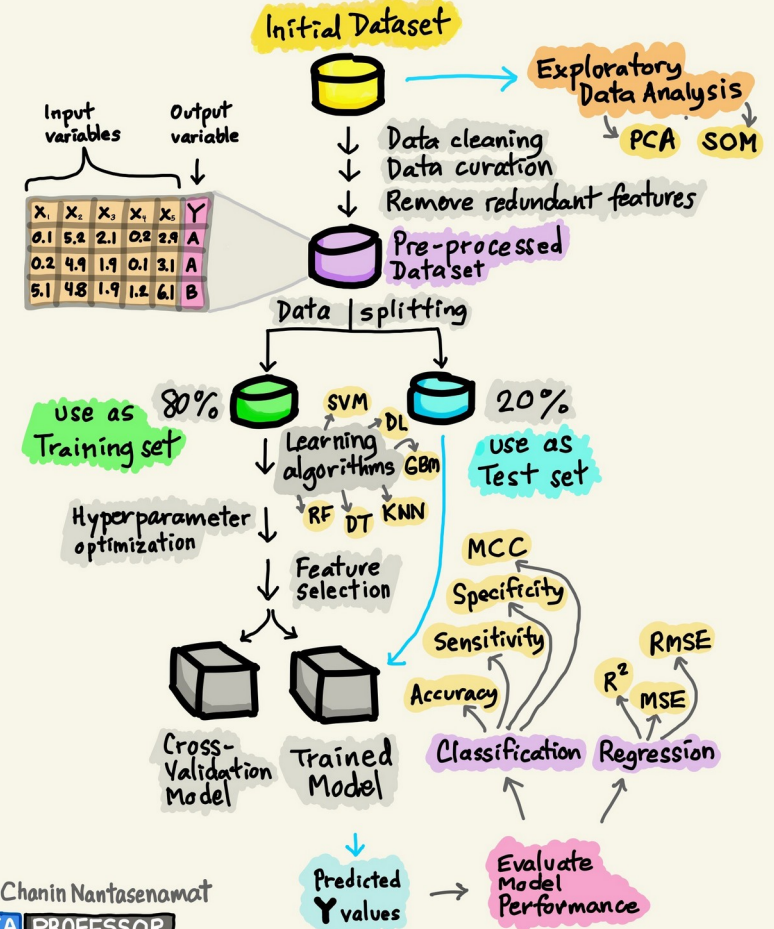 Initial Dataset
Exploratory
Data Analysis
PCA SOM
Input
variables
Output
variable
Data cleaning
Data curation
Remove redundant features
X₁ X₂ X₃ X₄ X₅ Y
0.1 5.2 2.1 0.2 2.9 A
0.2 4.9 1.9 0.1 3.1 A
5.1 4.8 1.9 1.2 6.1 B
Pre-processed
Dataset
Data splitting
80%
20%
use as
Training set
use as
Test set
Learning
algorithms
SVM
DL
GBM
KNN
DT
RF
Hyperparameter
optimization
Feature
selection
MCC
Specificity
Sensitivity
Accuracy
RMSE
R²
MSE
Cross-
Validation
Model
Trained
Model
Classification
Regression
Predicted
Y values
Evaluate
Model
Performance
Chanin Nantasenamat
PROFESSOR